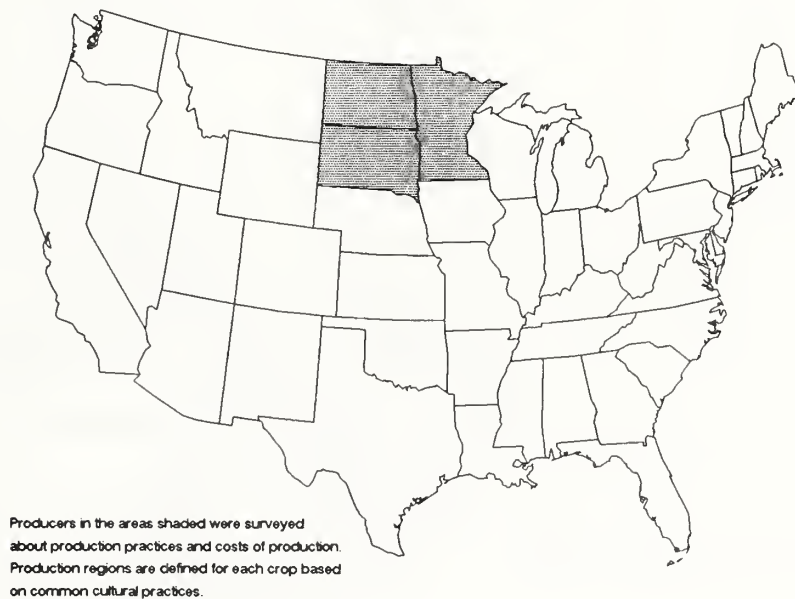 Producers in the areas shaded were surveyed
about production practices and costs of production.
Production regions are defined for each crop based
on common cultural practices.